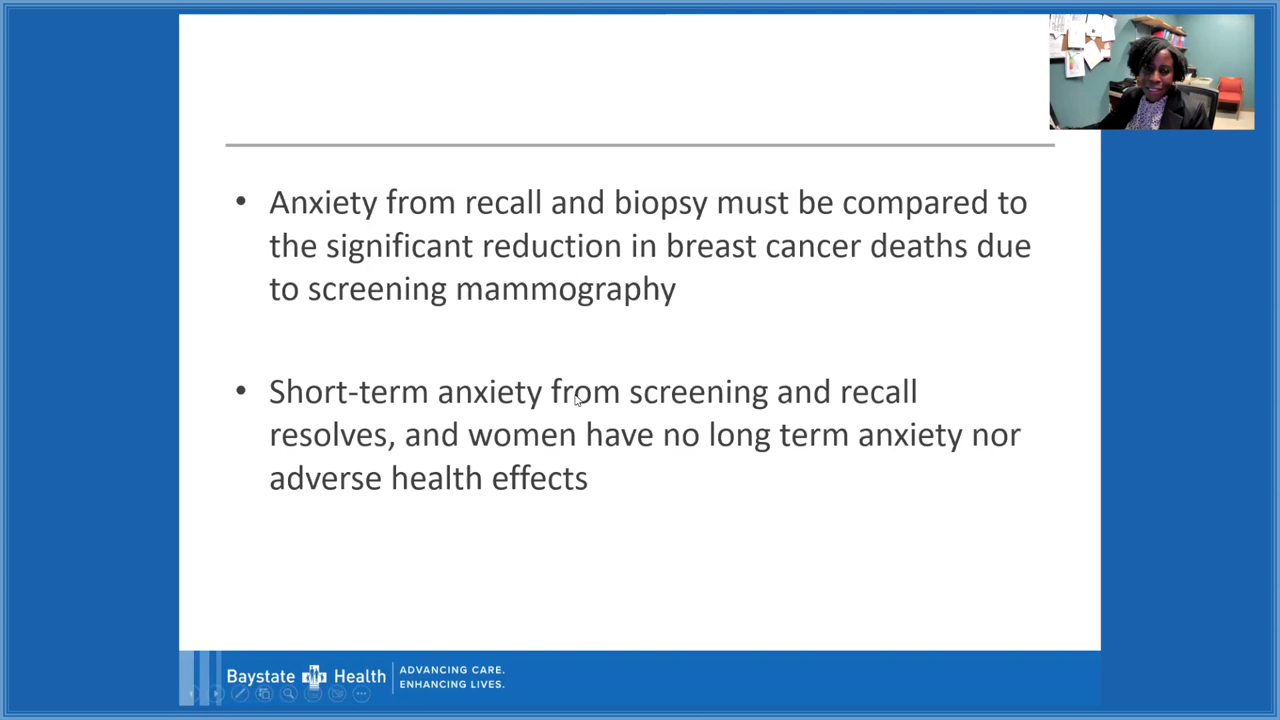 • Anxiety from recall and biopsy must be compared to
the significant reduction in breast cancer deaths due
to screening mammography
• Short-term anxiety from screening and recall
resolves, and women have no long term anxiety nor
adverse health effects
Baystate Health
ADVANCING CARE.
ENHANCING LIVES.